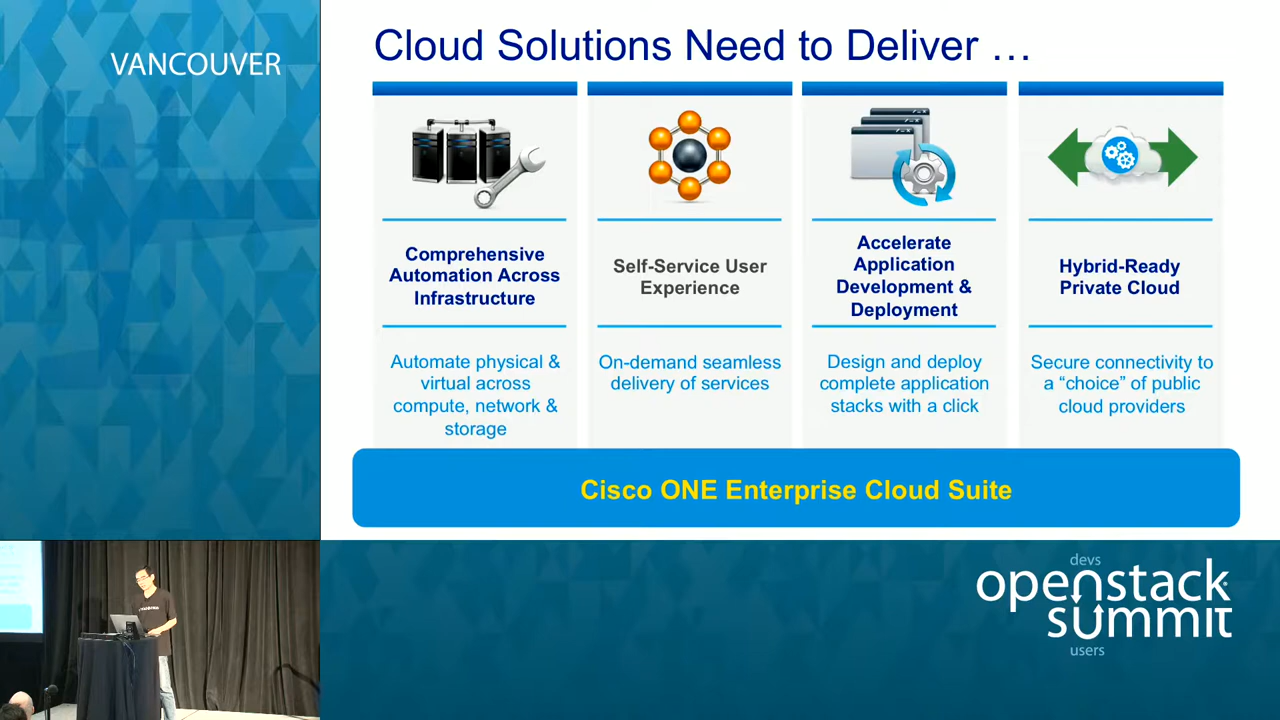 VANCOUVER
Cloud Solutions Need to Deliver …
Comprehensive
Automation Across
Infrastructure
Automate physical &
virtual across
compute, network &
storage
Self-Service User
Experience
On-demand seamless
delivery of services
Accelerate
Application
Development &
Deployment
Design and deploy
complete application
stacks with a click
Hybrid-Ready
Private Cloud
Secure connectivity to
a “choice” of public
cloud providers
Cisco ONE Enterprise Cloud Suite
devs
openstack
summit
users